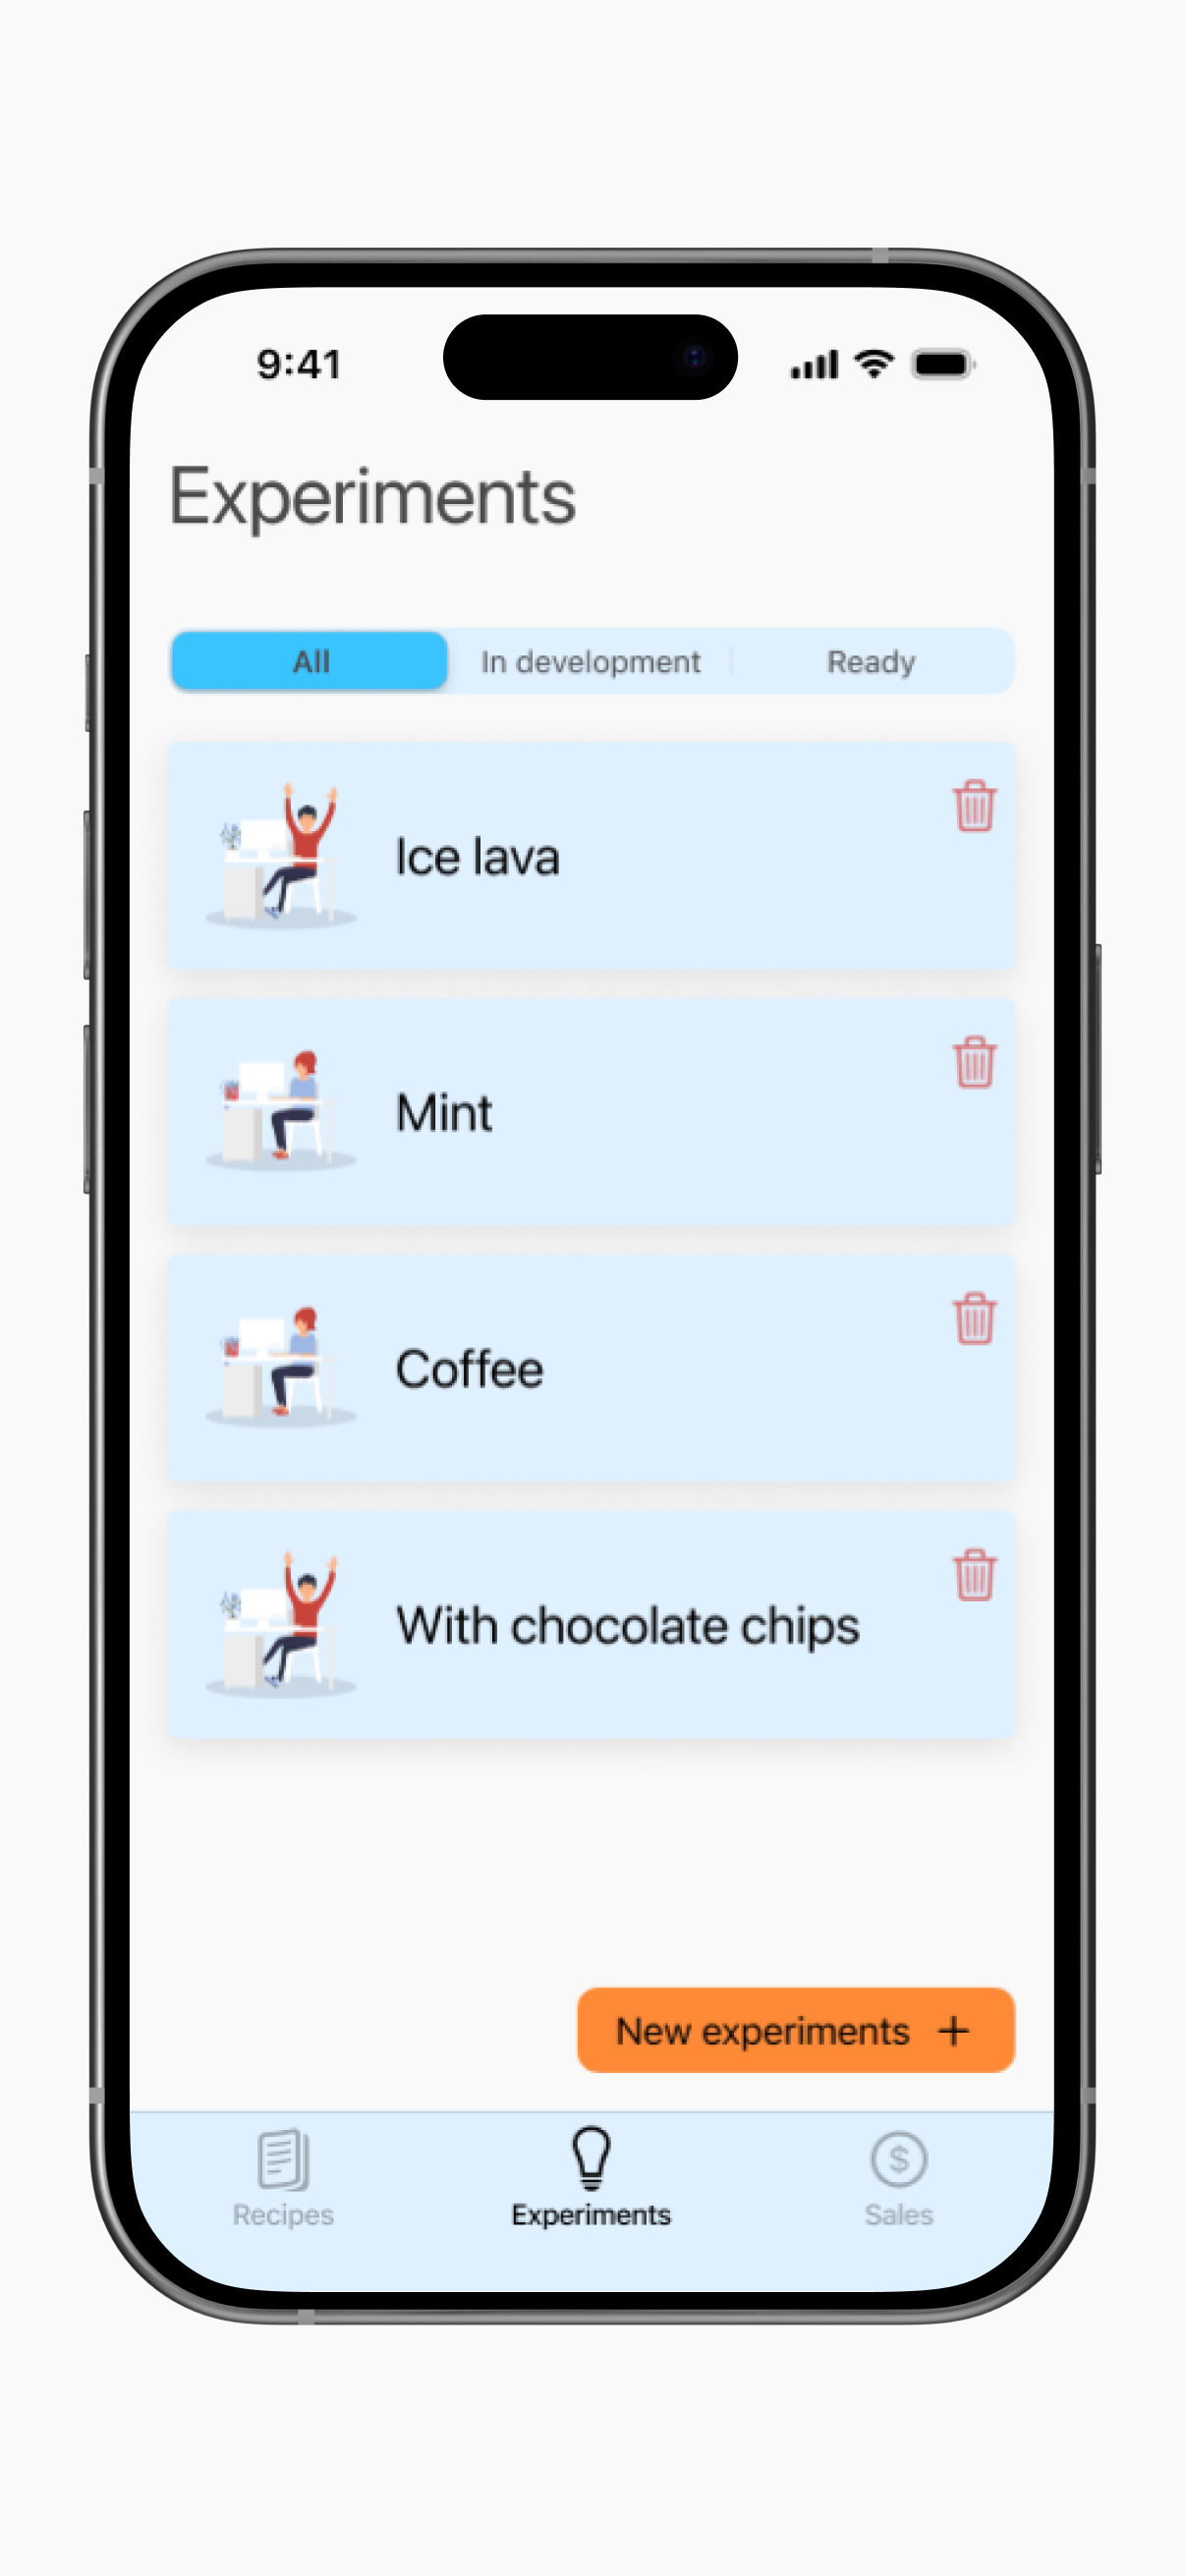 9:41
Experiments
All
In development
Ready
Ice lava
Mint
Coffee
With chocolate chips
New experiments +
Recipes
Experiments
$
Sales